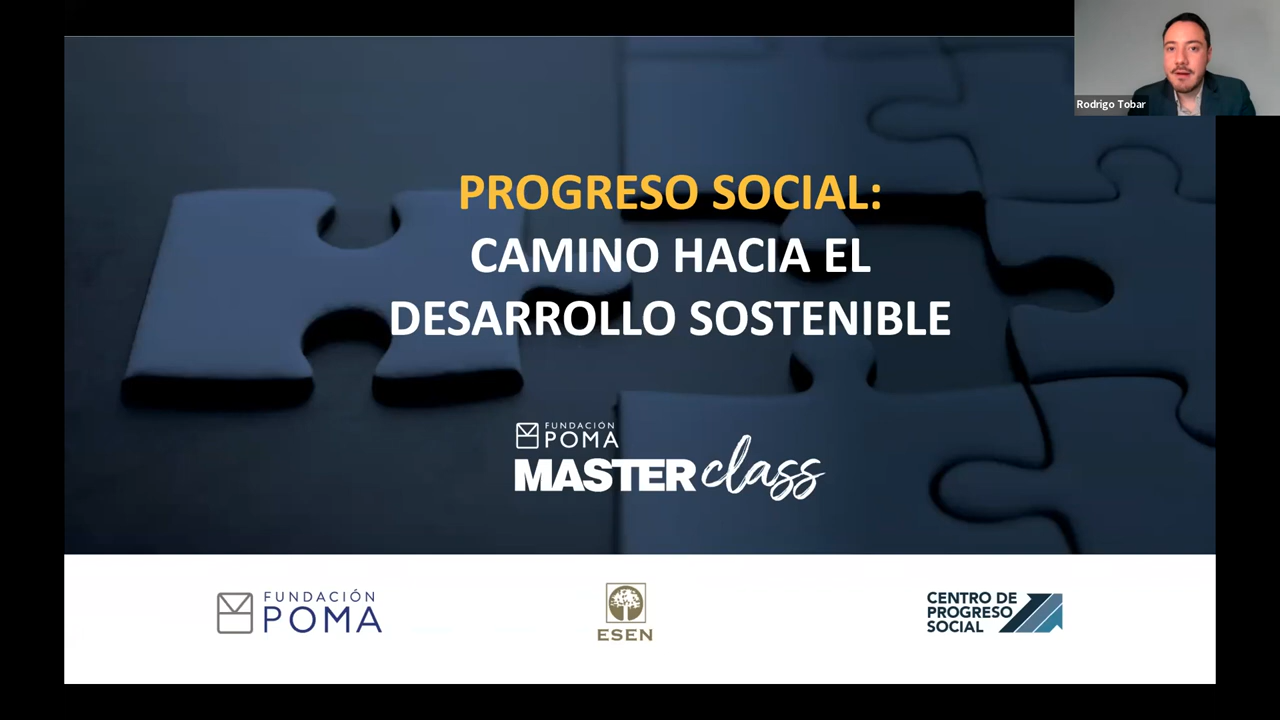 Rodrigo Tobar
PROGRESO SOCIAL:
CAMINO HACIA EL
DESARROLLO SOSTENIBLE
FUNDACIÓN
POMA
MASTER class
FUNDACIÓN
POMA
ESEN
CENTRO DE
PROGRESO
SOCIAL